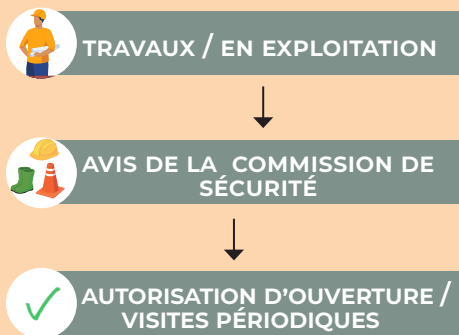 TRAVAUX / EN EXPLOITATION
AVIS DE LA COMMISSION DE
SÉCURITÉ
AUTORISATION D'OUVERTURE /
VISITES PÉRIODIQUES